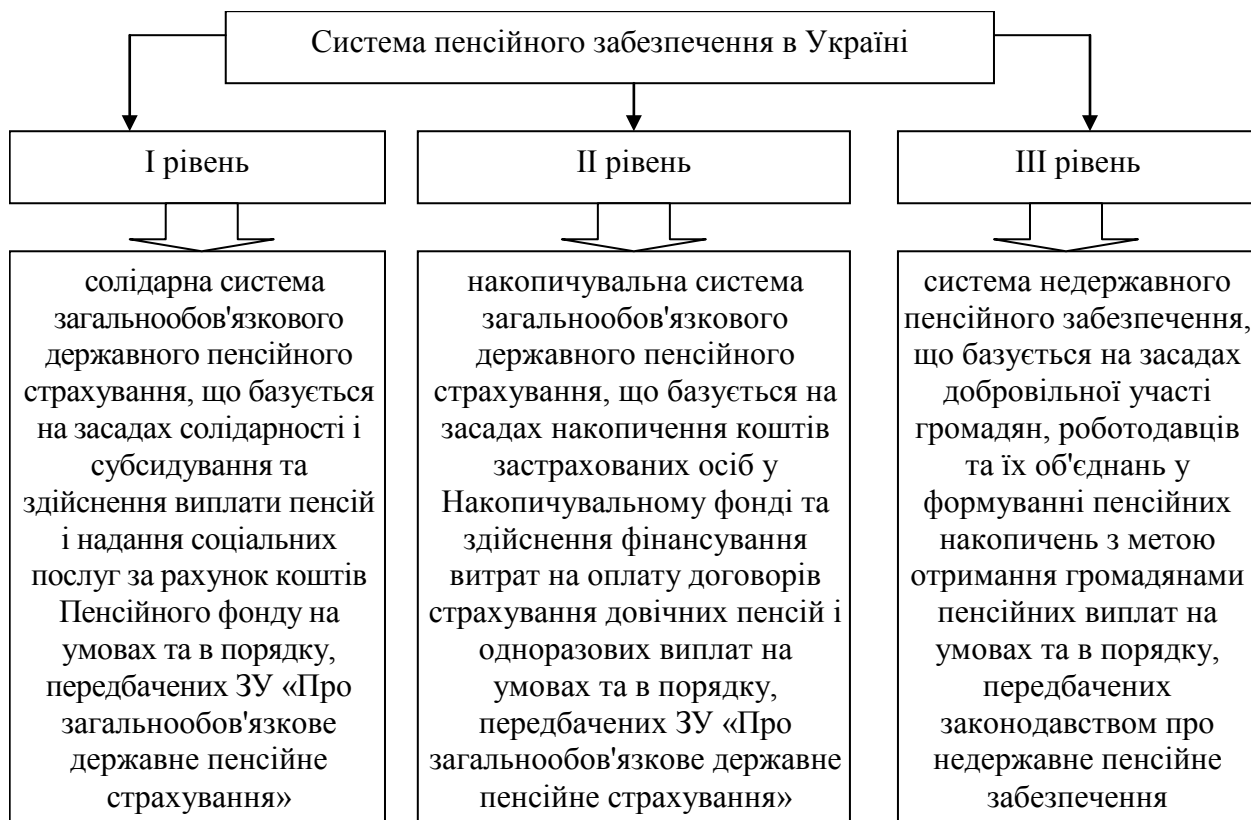 Система пенсійного забезпечення в Україні
I рівень
солідарна система
загальнообов'язкового
державного пенсійного
страхування, що базується
на засадах солідарності і
субсидування та
здійснення виплати пенсій
і надання соціальних
послуг за рахунок коштів
Пенсійного фонду на
умовах та в порядку,
передбачених ЗУ «Про
загальнообов'язкове
державне пенсійне
страхування»
II рівень
накопичувальна система
загальнообов'язкового
державного пенсійного
страхування, що базується на
засадах накопичення коштів
застрахованих осіб у
Накопичувальному фонді та
здійснення фінансування
витрат на оплату договорів
страхування довічних пенсій і
одноразових виплат на
умовах та в порядку,
передбачених ЗУ «Про
загальнообов'язкове державне
пенсійне страхування»
III рівень
система недержавного
пенсійного забезпечення,
що базується на засадах
добровільної участі
громадян, роботодавців
та їх об'єднань у
формуванні пенсійних
накопичень з метою
отримання громадянами
пенсійних виплат на
умовах та в порядку,
передбачених
законодавством про
недержавне пенсійне
забезпечення